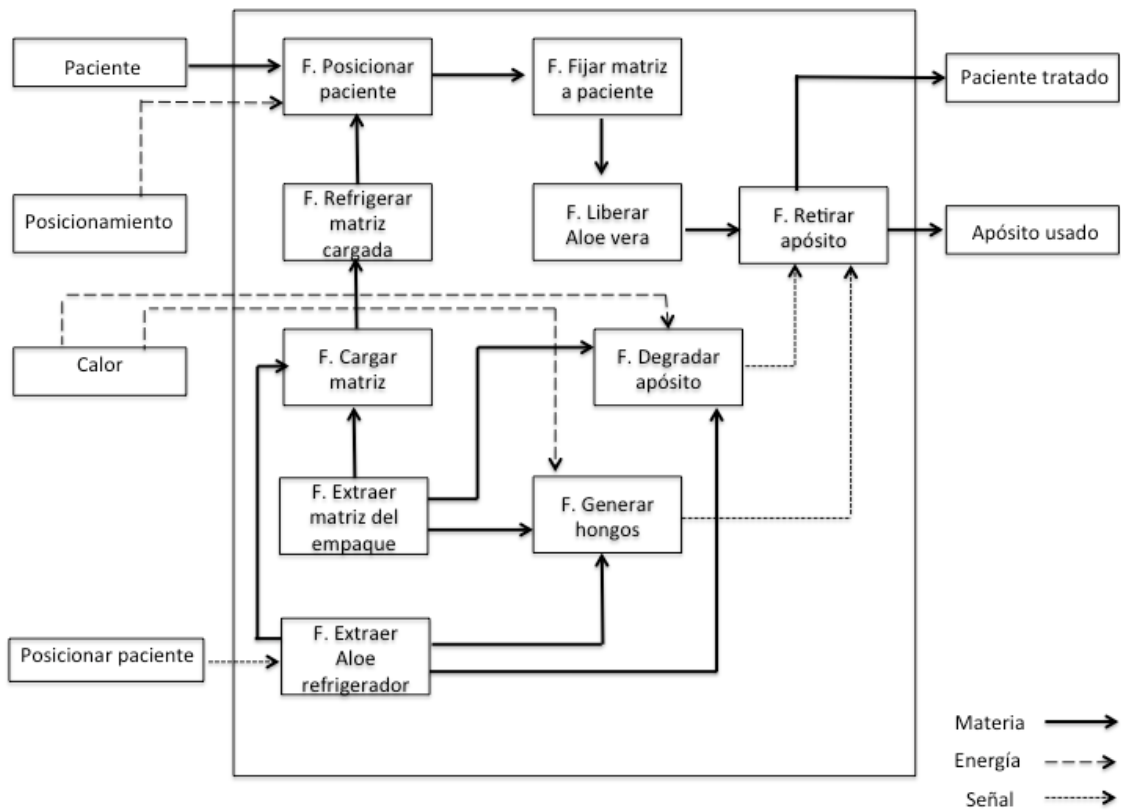 Paciente
F. Posicionar
paciente
F. Fijar matriz
a paciente
Paciente tratado
Posicionamiento
F. Refrigerar
matriz
cargada
F. Liberar
Aloe vera
F. Retirar
apósito
Apósito usado
Calor
F. Cargar
matriz
F. Degradar
apósito
F. Extraer
matriz del
empaque
F. Generar
hongos
Posicionar paciente
F. Extraer
Aloe
refrigerador
Materia
Energía
Señal